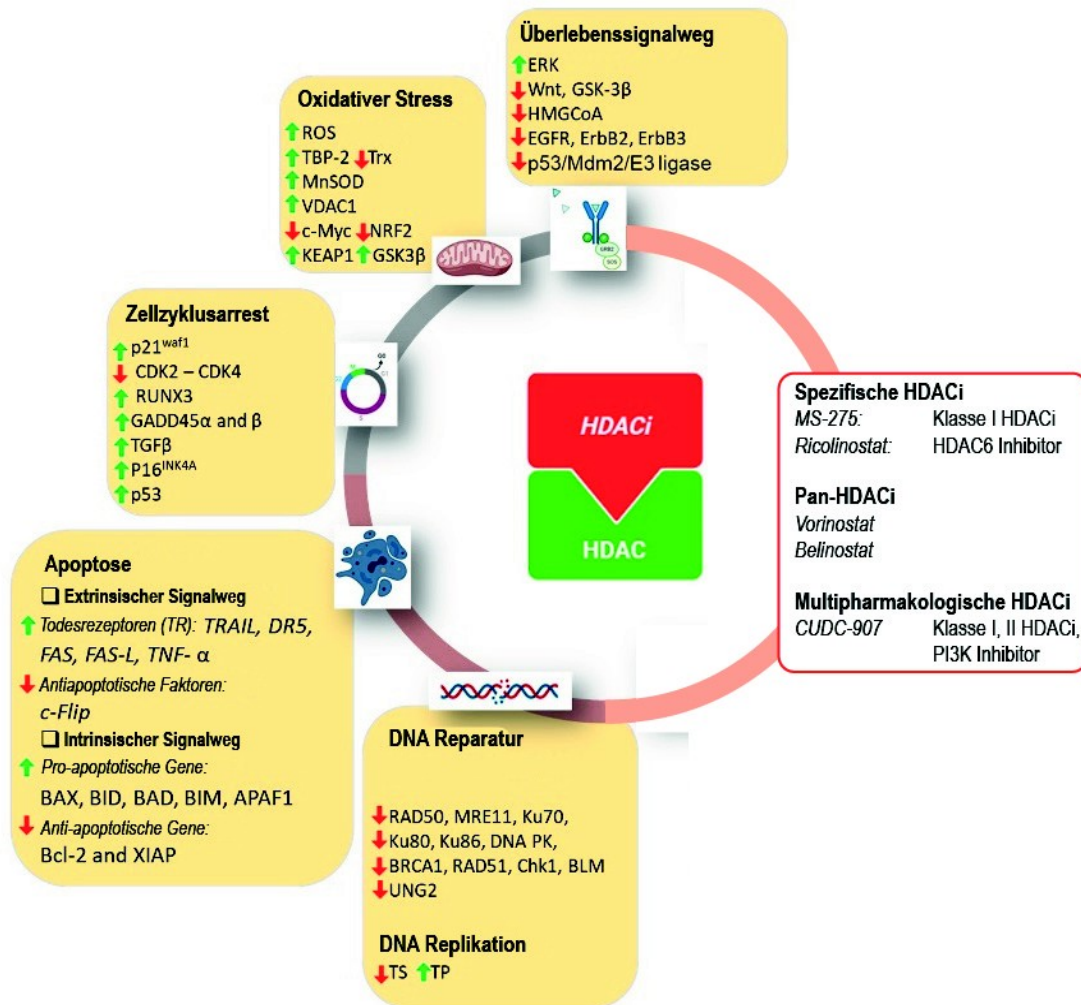 Überlebenssignalweg
↑ERK
↓Wnt, GSK-3β
↓HMGCoA
↓EGFR, ErbB2, ErbB3
↓p53/Mdm2/E3 ligase
Oxidativer Stress
↑ROS
↑TBP-2 ↓Trx
↑MnSOD
↑VDAC1
↓c-Myc ↓NRF2
↑KEAP1 ↑GSK3β
GRB2
SOS
Zellzyklusarrest
↑p21waf1
↓CDK2 – CDK4
↑RUNX3
↑GADD45α and β
↑TGFβ
↑P16INK4A
↑p53
G0
G1
S
HDACi
HDAC
Spezifische HDACi
MS-275: Klasse I HDACi
Ricolinostat: HDAC6 Inhibitor
Pan-HDACi
Vorinostat
Belinostat
Multipharmakologische HDACi
CUDC-907 Klasse I, II HDACi,
PI3K Inhibitor
Apoptose
❑ Extrinsischer Signalweg
↑ Todesrezeptoren (TR): TRAIL, DR5,
FAS, FAS-L, TNF- α
↓ Antiapoptotische Faktoren:
c-Flip
❑ Intrinsischer Signalweg
↑ Pro-apoptotische Gene:
BAX, BID, BAD, BIM, APAF1
↓ Anti-apoptotische Gene:
Bcl-2 and XIAP
DNA Reparatur
↓RAD50, MRE11, Ku70,
↓Ku80, Ku86, DNA PK,
↓BRCA1, RAD51, Chk1, BLM
↓UNG2
DNA Replikation
↓TS ↑TP